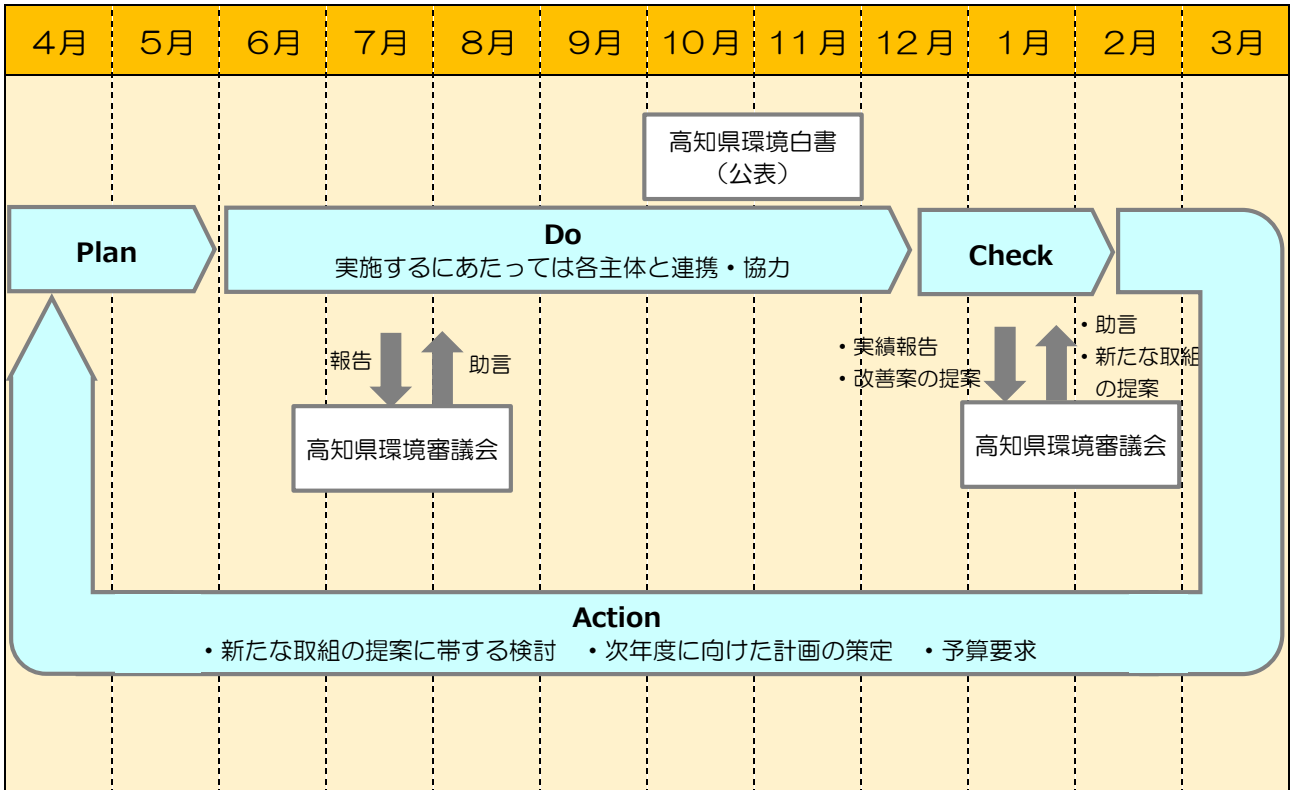 4月 5月 6月 7月 8月 9月 10月 11月 12月 1月 2月 3月
高知県環境白書
（公表）
Plan
Do
実施するにあたっては各主体と連携・協力
Check
報告
助言
・実績報告
・改善案の提案
・助言
・新たな取組
の提案
高知県環境審議会
高知県環境審議会
Action
・新たな取組の提案に帯する検討　・次年度に向けた計画の策定　・予算要求